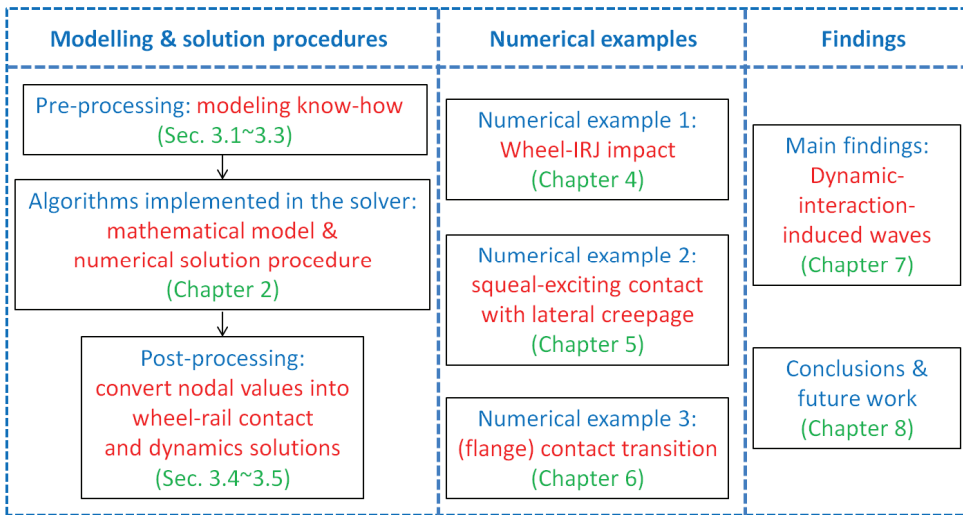 Modelling & solution procedures
Pre-processing: modeling know-how
(Sec. 3.1~3.3)
Algorithms implemented in the solver:
mathematical model &
numerical solution procedure
(Chapter 2)
Post-processing:
convert nodal values into
wheel-rail contact
and dynamics solutions
(Sec. 3.4~3.5)
Numerical examples
Numerical example 1:
Wheel-IRJ impact
(Chapter 4)
Numerical example 2:
squeal-exciting contact
with lateral creepage
(Chapter 5)
Numerical example 3:
(flange) contact transition
(Chapter 6)
Findings
Main findings:
Dynamic-
interaction-
induced waves
(Chapter 7)
Conclusions &
future work
(Chapter 8)